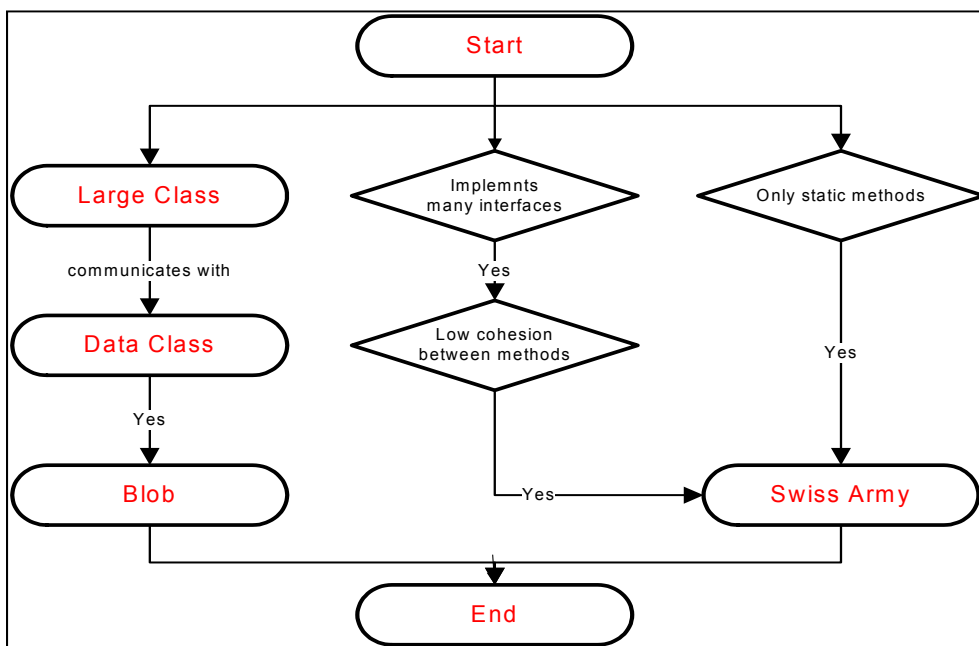 Start
Large Class
Implemnts
many interfaces
Only static methods
communicates with
Yes
Data Class
Low cohesion
between methods
Yes
Yes
Blob
Yes
Swiss Army
End